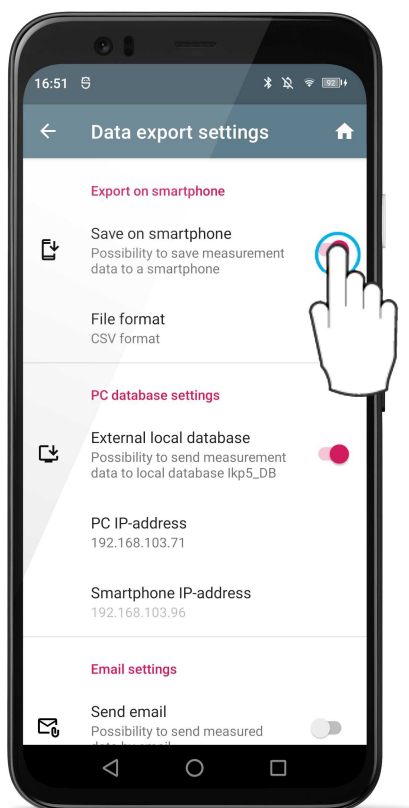 16:51
92
Data export settings
Export on smartphone
Save on smartphone
Possibility to save measurement
data to a smartphone
File format
CSV format
PC database settings
External local database
Possibility to send measurement
data to local database Ikp5_DB
PC IP-address
192.168.103.71
Smartphone IP-address
192.168.103.96
Email settings
Send email
Possibility to send measured
data by email